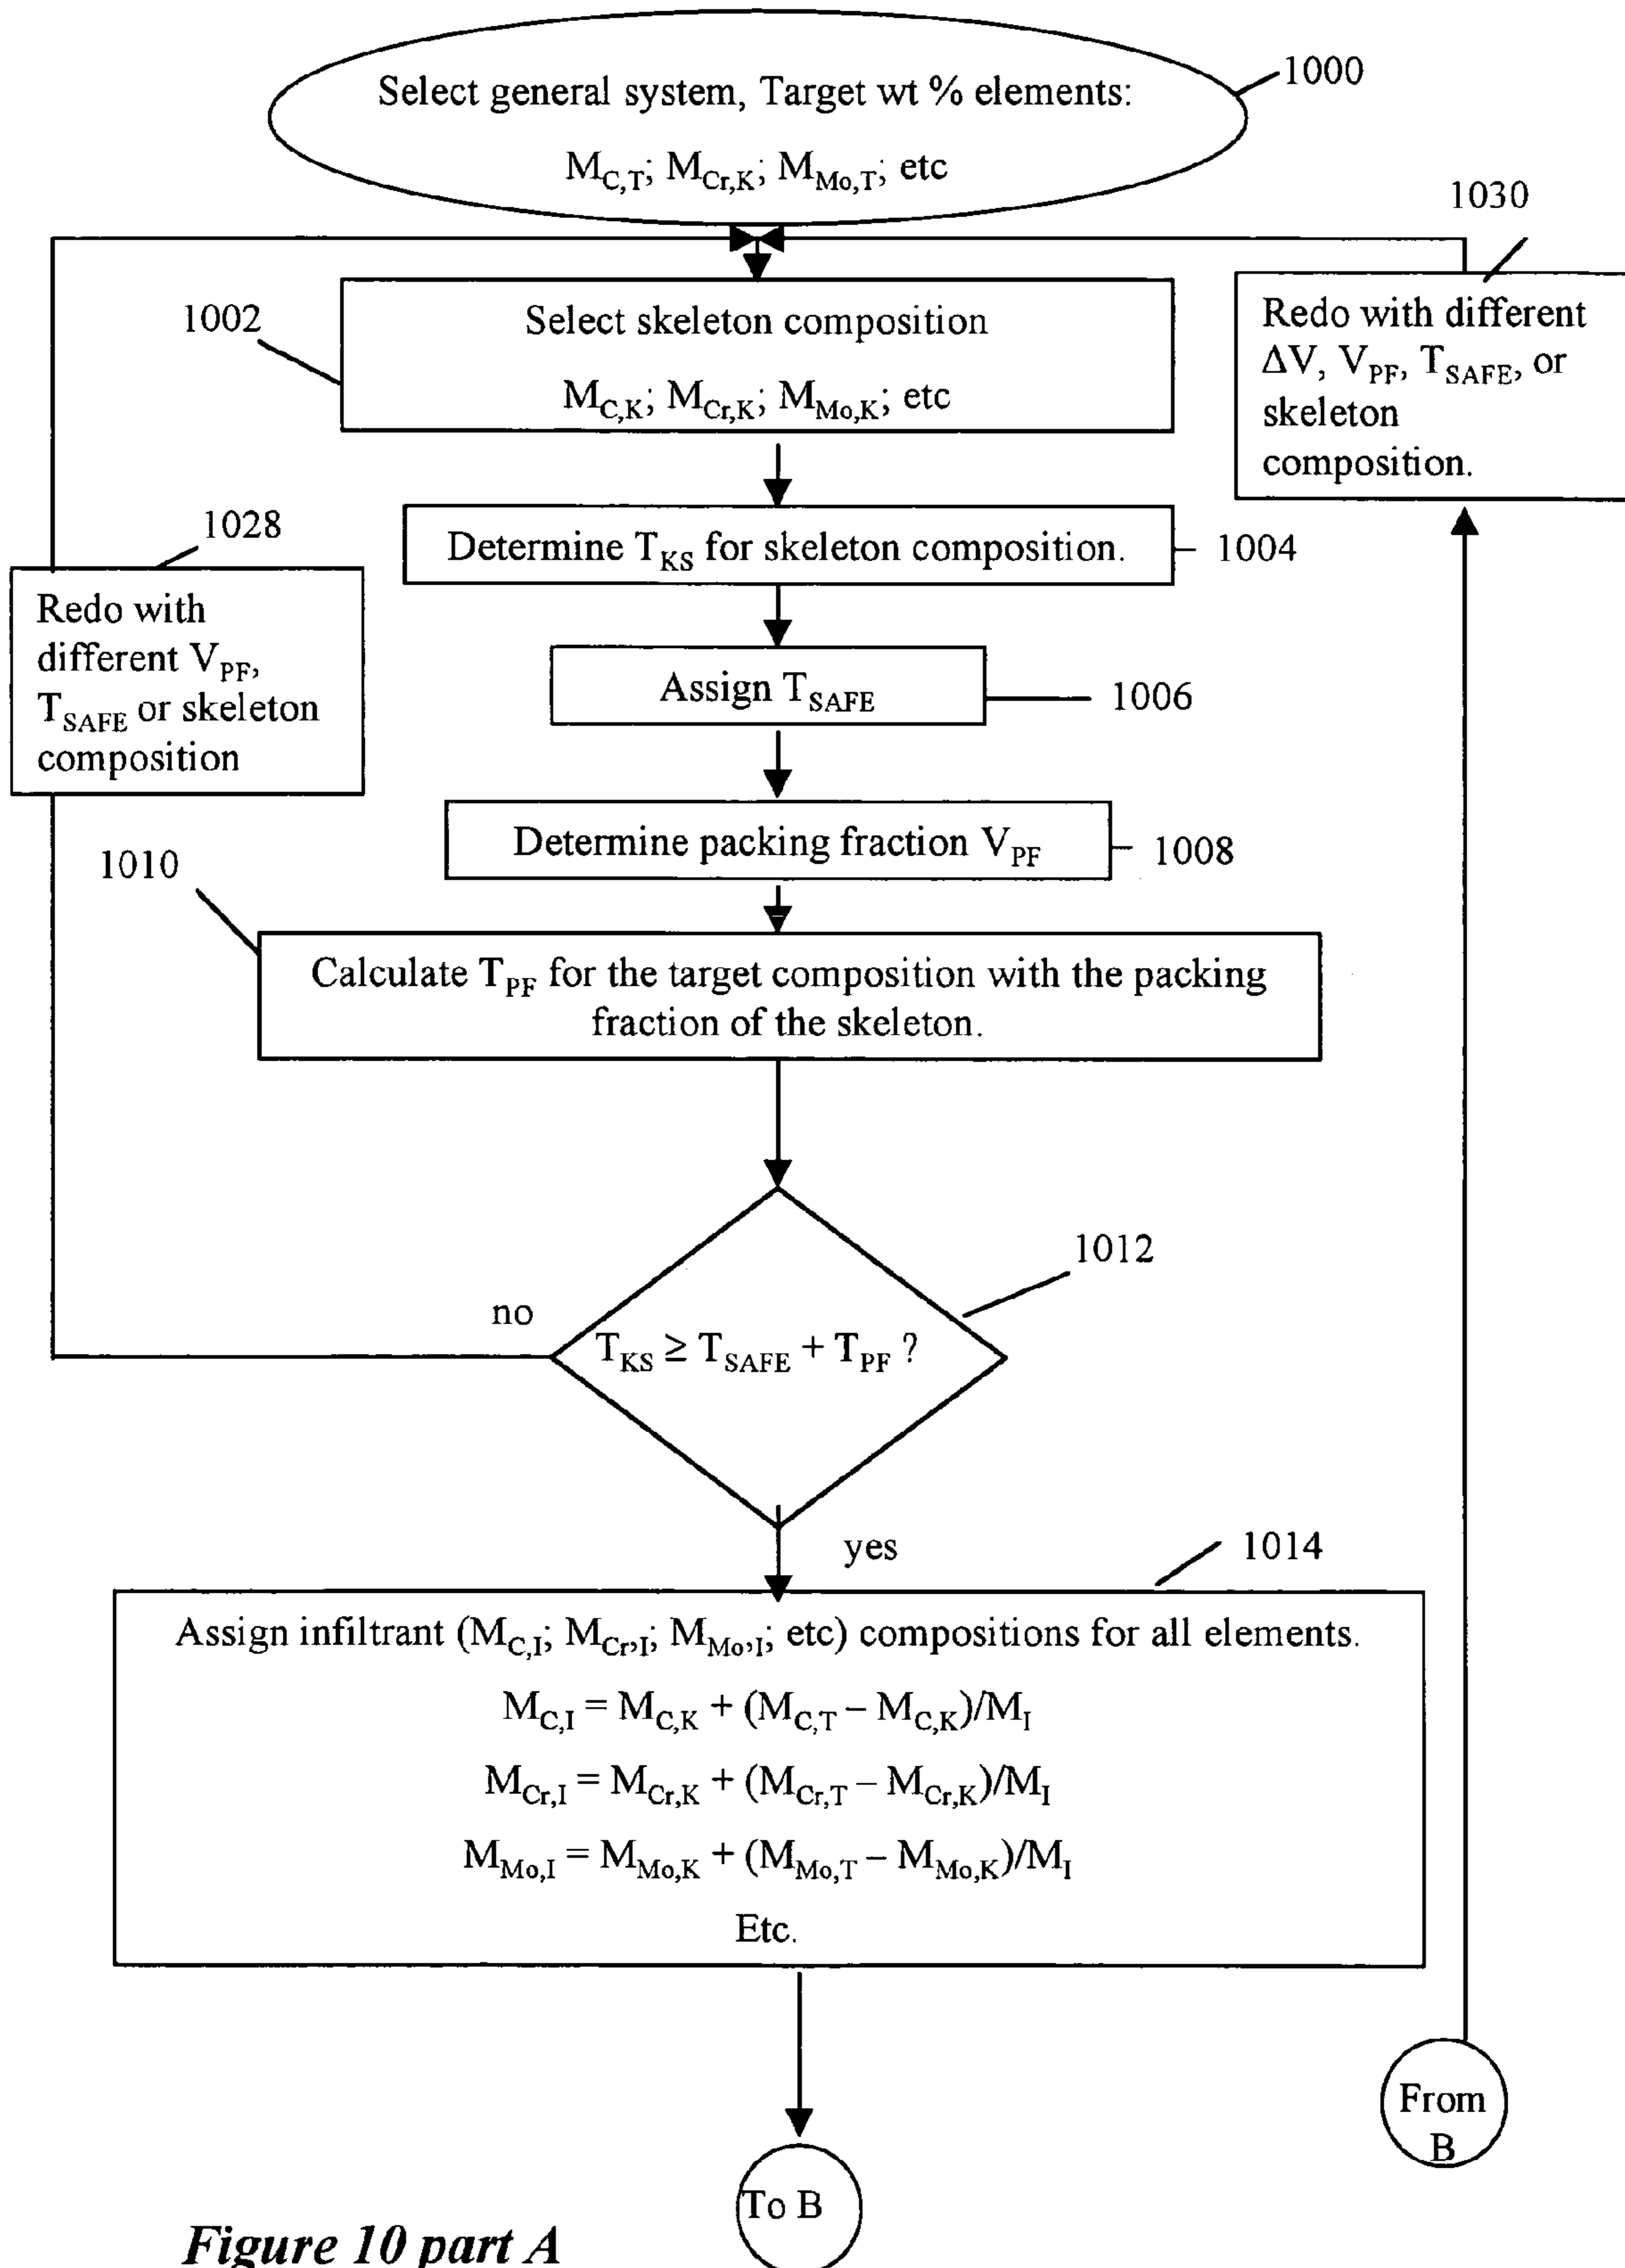 Select general system, Target wt % elements:
M_C,T; M_Cr,K; M_Mo,T; etc
1000
1030
Select skeleton composition
M_C,K; M_Cr,K; M_Mo,K; etc
1002
Redo with different
ΔV, V_PF, T_SAFE, or
skeleton
composition.
Determine T_KS for skeleton composition.
1004
1028
Redo with
different V_PF,
T_SAFE or skeleton
composition
Assign T_SAFE
1006
Determine packing fraction V_PF
1008
1010
Calculate T_PF for the target composition with the packing
fraction of the skeleton.
1012
no
T_KS ≥ T_SAFE + T_PF ?
yes
1014
Assign infiltrant (M_C,I; M_Cr,I; M_Mo,I; etc) compositions for all elements.
M_C,I = M_C,K + (M_C,T – M_C,K)/M_I
M_Cr,I = M_Cr,K + (M_Cr,T – M_Cr,K)/M_I
M_Mo,I = M_Mo,K + (M_Mo,T – M_Mo,K)/M_I
Etc.
From
B
To B
Figure 10 part A